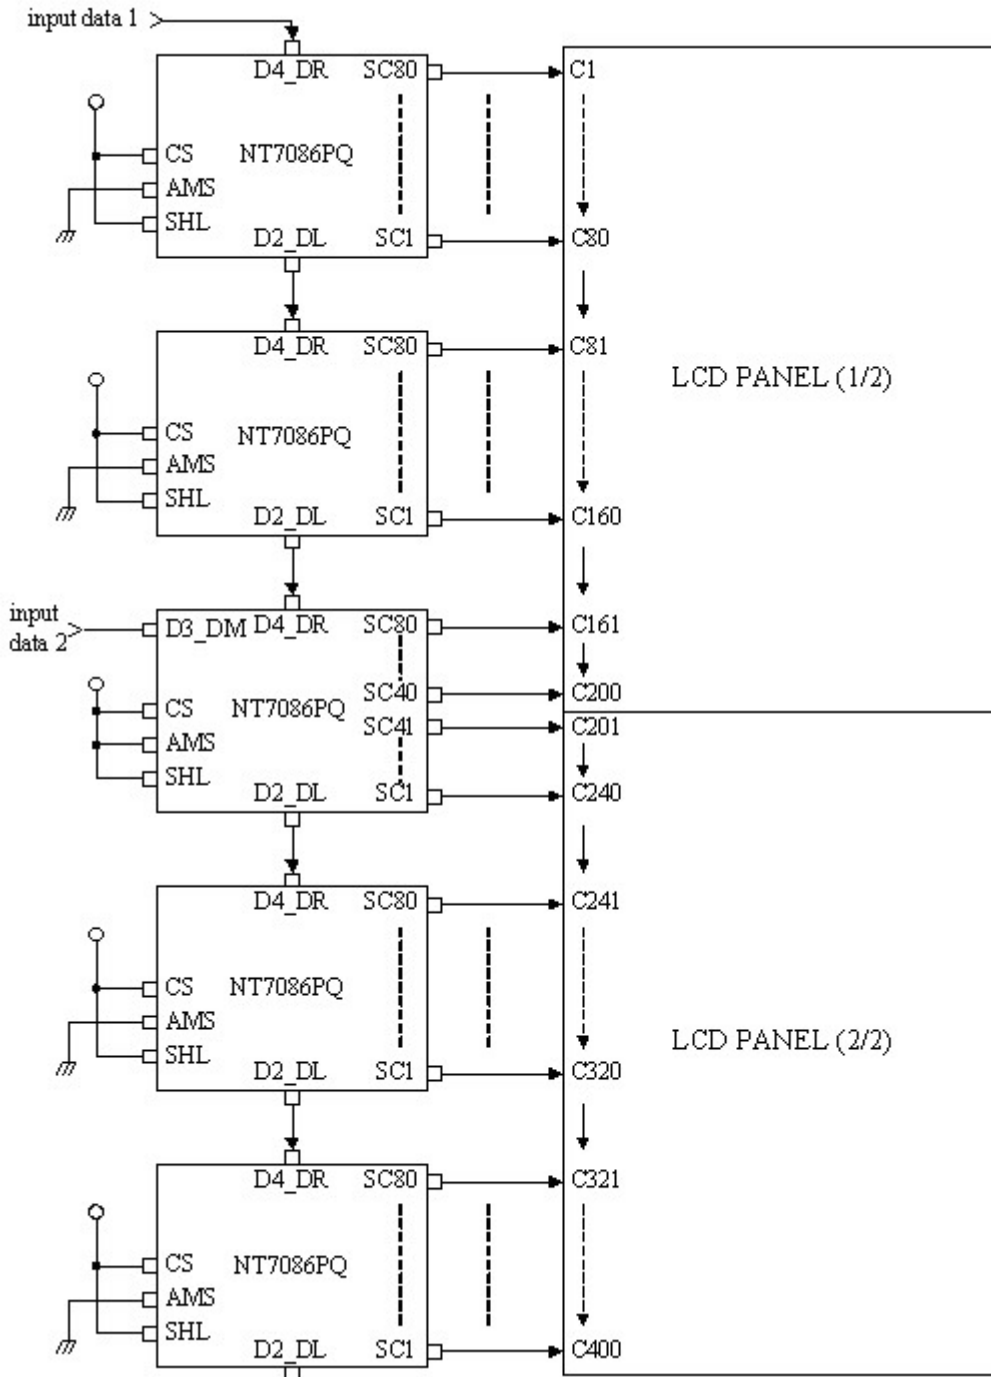 input data 1
D4_DR SC80 C1
CS NT7086PQ
AMS
SHL
D2_DL SC1 C80
D4_DR SC80 C81
LCD PANEL (1/2)
CS NT7086PQ
AMS
SHL
D2_DL SC1 C160
input
data 2
D3_DM D4_DR SC80 C161
SC40 C200
CS NT7086PQ
SC41 C201
AMS
SHL
D2_DL SC1 C240
D4_DR SC80 C241
CS NT7086PQ
AMS
SHL
LCD PANEL (2/2)
D2_DL SC1 C320
D4_DR SC80 C321
CS NT7086PQ
AMS
SHL
D2_DL SC1 C400